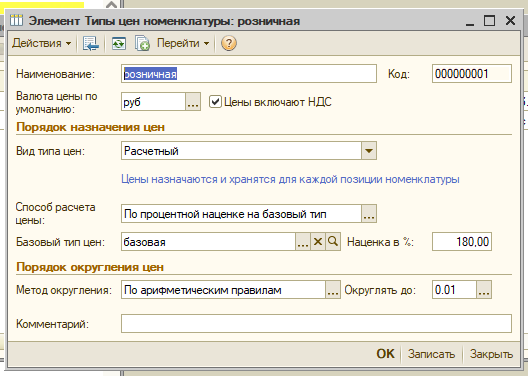 Элемент Типы цен номенклатуры: розничная
Действия Перейти ?
Наименование: розничная Код: 000000001
Валюта цены по умолчанию: руб ... Цены включают НДС
Порядок назначения цен
Вид типа цен: Расчетный
Цены назначаются и хранятся для каждой позиции номенклатуры
Способ расчета цены: По процентной наценке на базовый тип ...
Базовый тип цен: базовая ... Наценка в %: 180,00
Порядок округления цен
Метод округления: По арифметическим правилам ... Округлять до: 0.01 ...
Комментарий:
OK Записать Закрыть